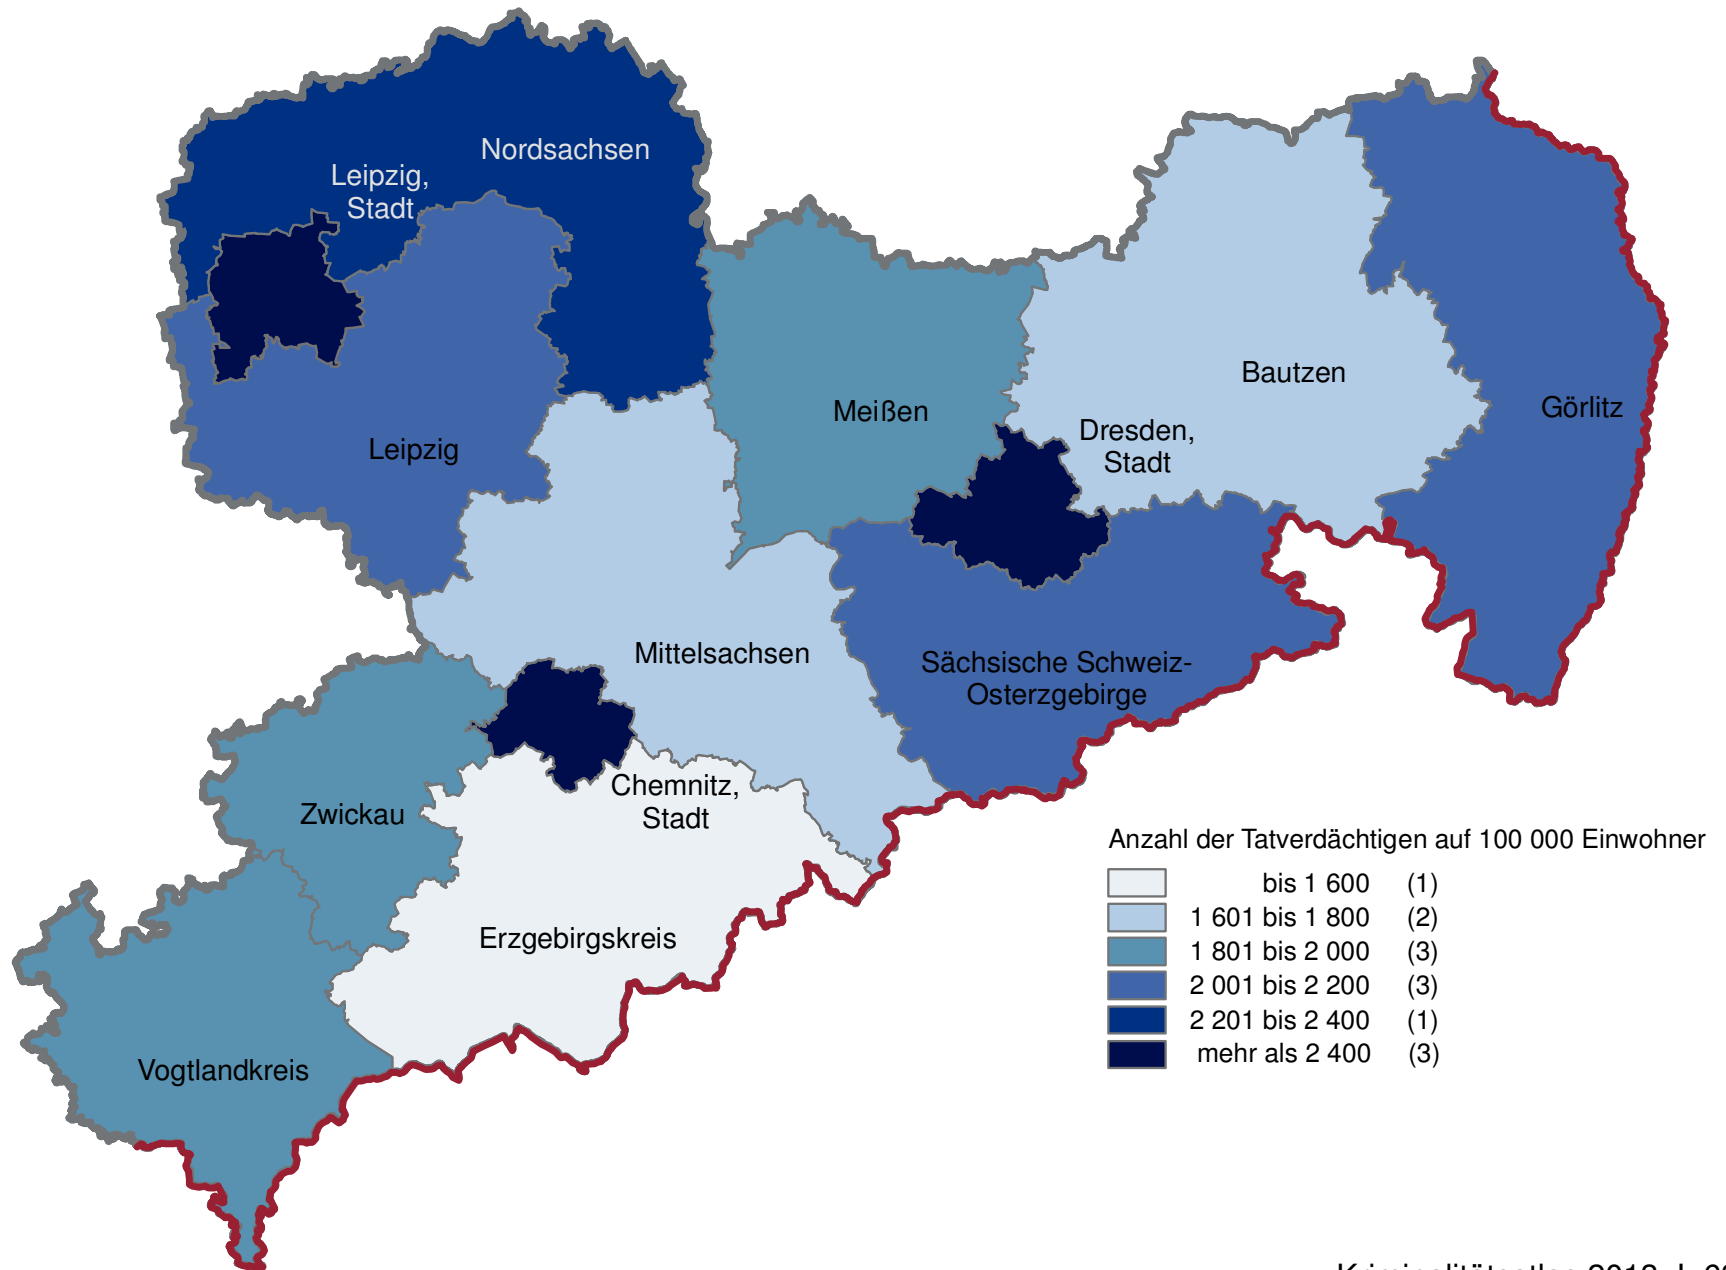 Nordsachsen
Leipzig,
Stadt
Bautzen
Görlitz
Meißen
Dresden,
Stadt
Leipzig
Mittelsachsen
Sächsische Schweiz-
Osterzgebirge
Chemnitz,
Stadt
Zwickau
Erzgebirgskreis
Vogtlandkreis
Anzahl der Tatverdächtigen auf 100 000 Einwohner
bis 1 600 (1)
1 601 bis 1 800 (2)
1 801 bis 2 000 (3)
2 001 bis 2 200 (3)
2 201 bis 2 400 (1)
mehr als 2 400 (3)